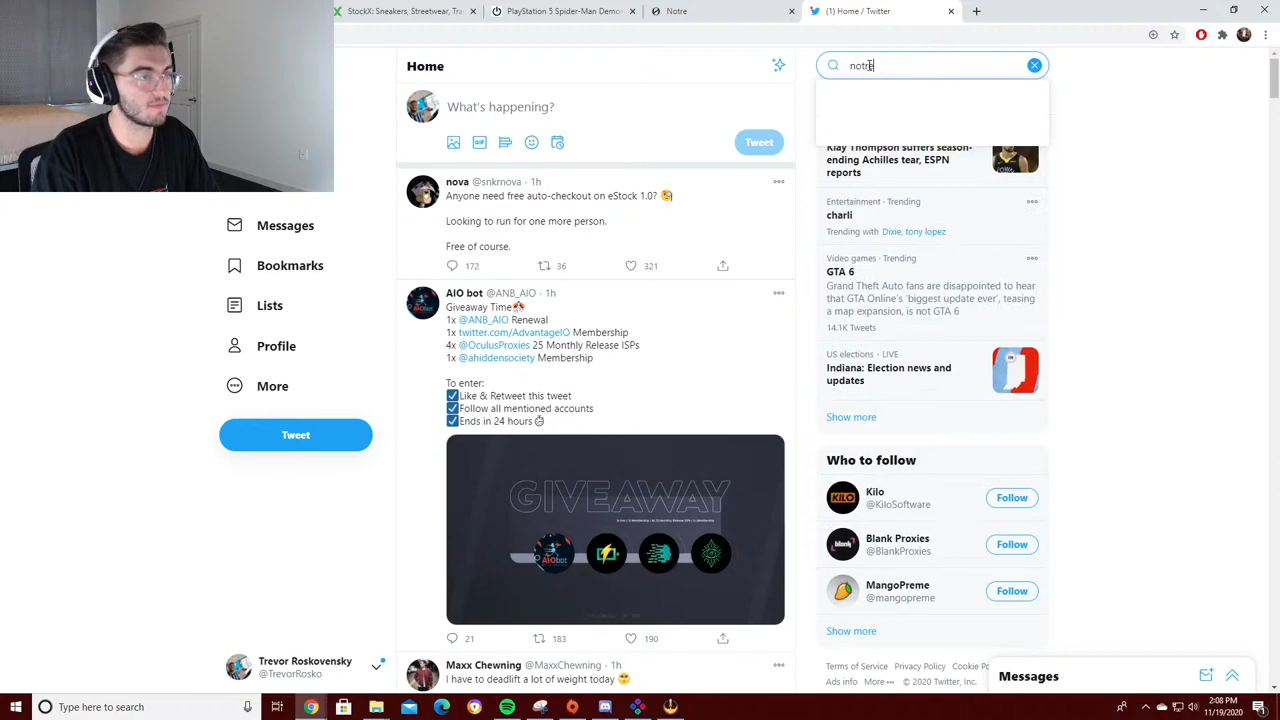 StockX: Sneakers, Streetwear, Tra
PlayStation 5 Spider-Man Demo
Notre
(1) Home / Twitter
Home
What's happening?
Tweet
nova @snkrnova · 1h
Anyone need free auto-checkout on eStock 1.0? 🧐
Looking to run for one more person.
Free of course.
172 36 321
AIO bot @ANB_AIO · 1h
Giveaway Time
1x @ANB_AIO Renewal
1x twitter.com/AdvantageIO Membership
4x @OculusProxies 25 Monthly Release ISPs
1x @ahiddensociety Membership
To enter:
☑Like & Retweet this tweet
☑Follow all mentioned accounts
☑Ends in 24 hours⏱
GIVEAWAY
AIObot
21 183 190
Maxx Chewning @MaxxChewning · 1h
I have to deadlift a lot of weight today
Messages
Bookmarks
Lists
Profile
More
Tweet
Trevor Roskovensky
@TrevorRosko
notre
Klay Thompson suffers season-
ending Achilles tear, ESPN
reports
Entertainment · Trending
charli
Trending with Dixie, tony lopez
Video games · Trending
GTA 6
Grand Theft Auto fans are disappointed to hear
that GTA Online's 'biggest update ever', teasing
a map expansion, is not GTA 6
14.1K Tweets
US elections · LIVE
Indiana: Election news and
updates
Show more
Who to follow
KILO
Kilo
@KiloSoftware
Follow
blank
Blank Proxies
@BlankProxies
Follow
MangoPreme
@mangopreme
Follow
Show more
Terms of Service Privacy Policy Cookie Po
Ads info More © 2020 Twitter, Inc.
Messages
Type here to search
2:08 PM
11/19/2020